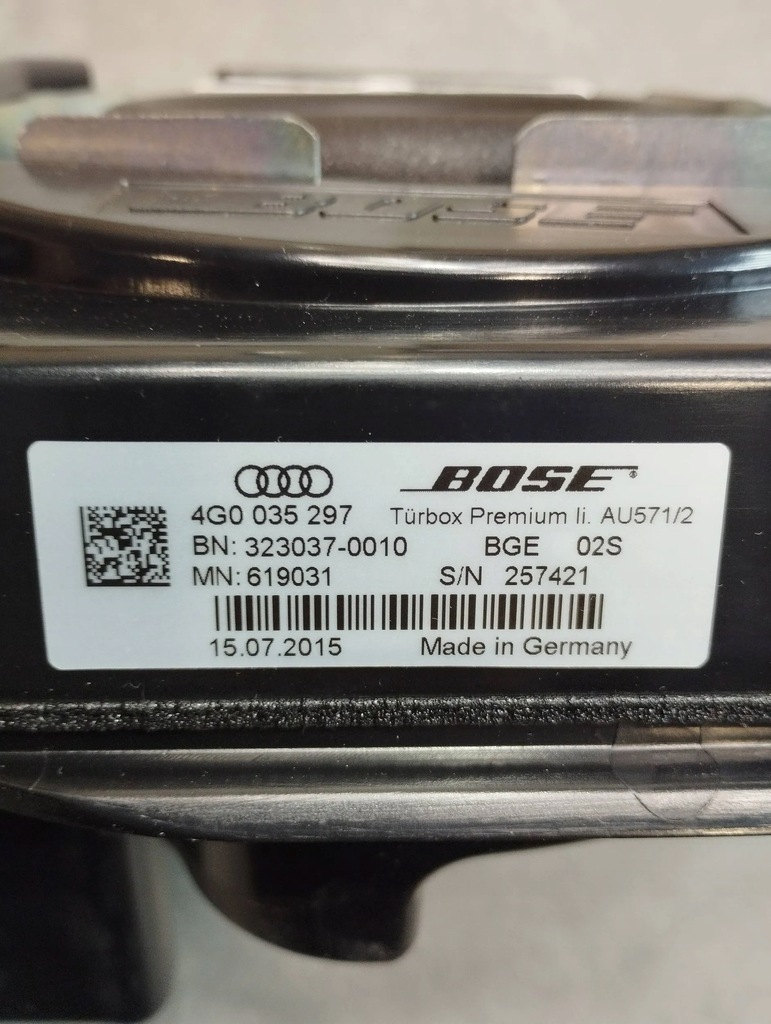 BOSE
BOSE®
4G0 035 297 Türbox Premium li. AU571/2
BN: 323037-0010 BGE 02S
MN: 619031 S/N 257421
15.07.2015 Made in Germany